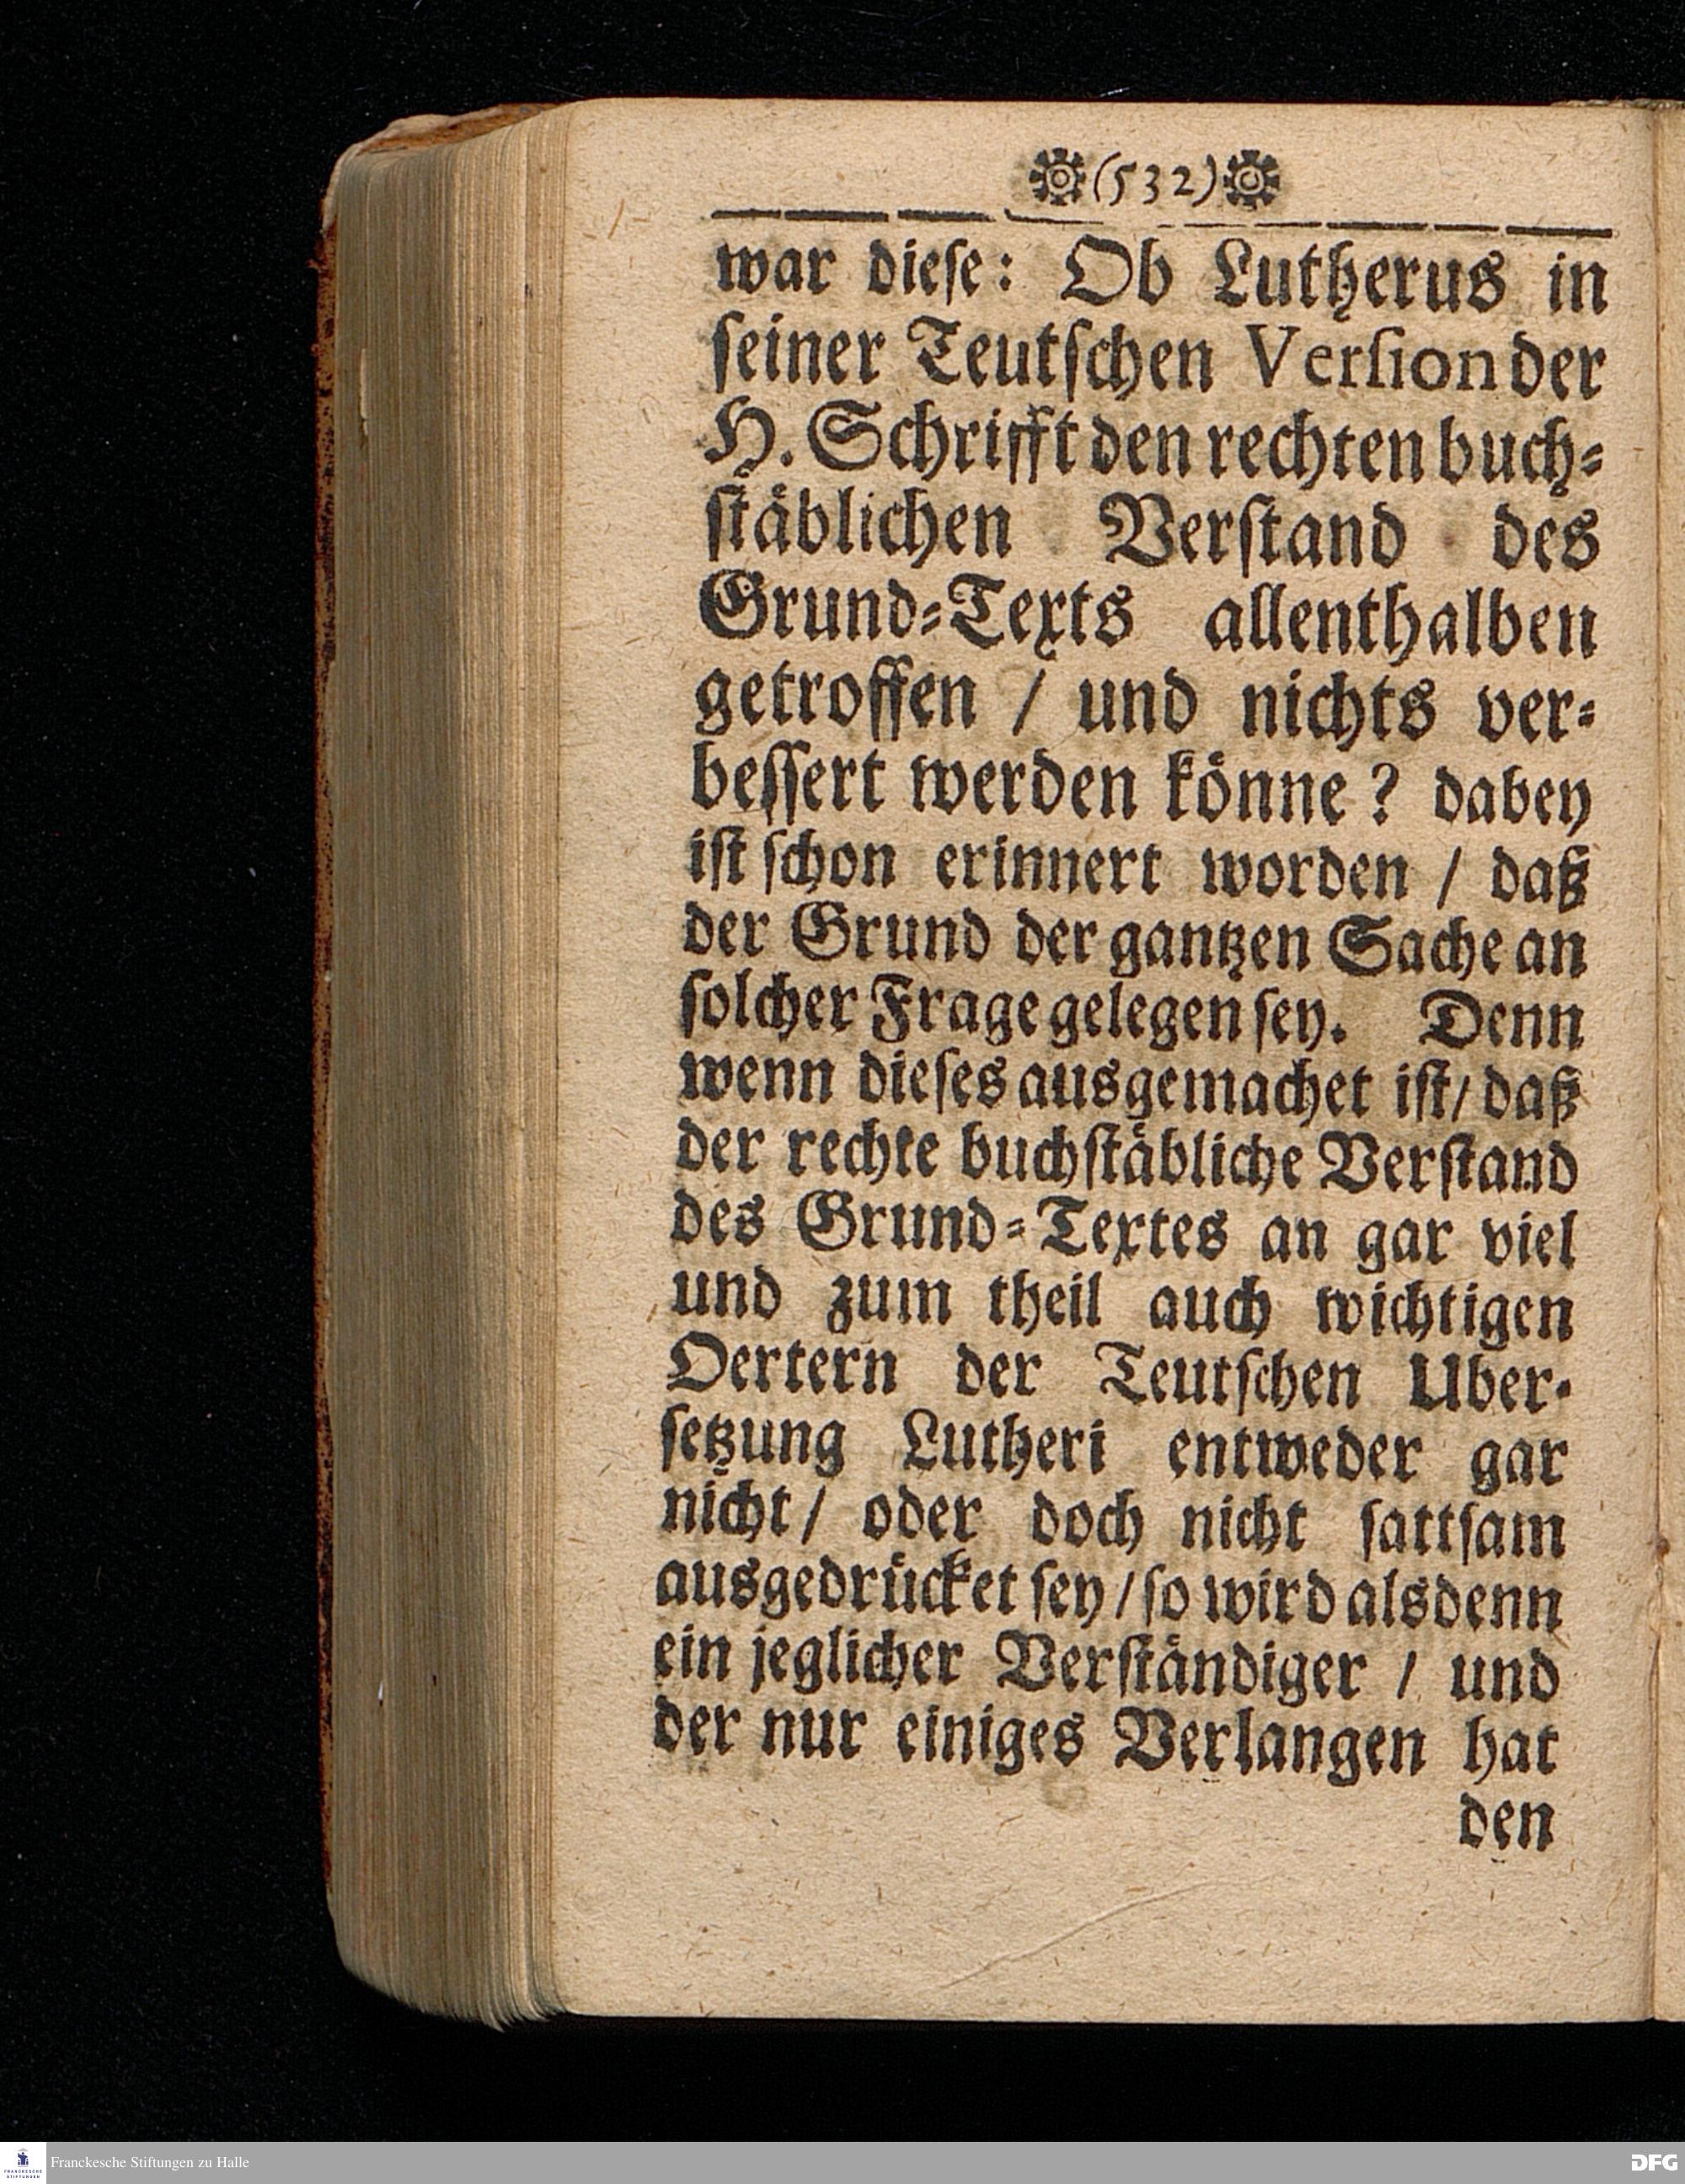 (532)
war dieſe: Ob Lutherus in
ſeiner Teutſchen Verſion der
H. Schrifft den rechten buch⸗
ſtäblichen Verſtand des
Grund⸗Texts allenthalben
getroffen / und nichts ver⸗
beſſert werden könne? dabey
iſt ſchon erinnert worden / daß
der Grund der gantzen Sache an
ſolcher Frage gelegen ſey. Denn
wenn dieſes ausgemachet iſt/ daß
der rechte buchſtäbliche Verſtand
des Grund⸗Textes an gar viel
und zum theil auch wichtigen
Oertern der Teutſchen Uber⸗
ſetzung Lutheri entweder gar
nicht/ oder doch nicht ſattſam
ausgedrücket ſey / ſo wird alsdenn
ein jeglicher Verſtändiger / und
der nur einiges Verlangen hat
den
FRANCKESCHE STIFTUNGEN
Franckesche Stiftungen zu Halle
DFG